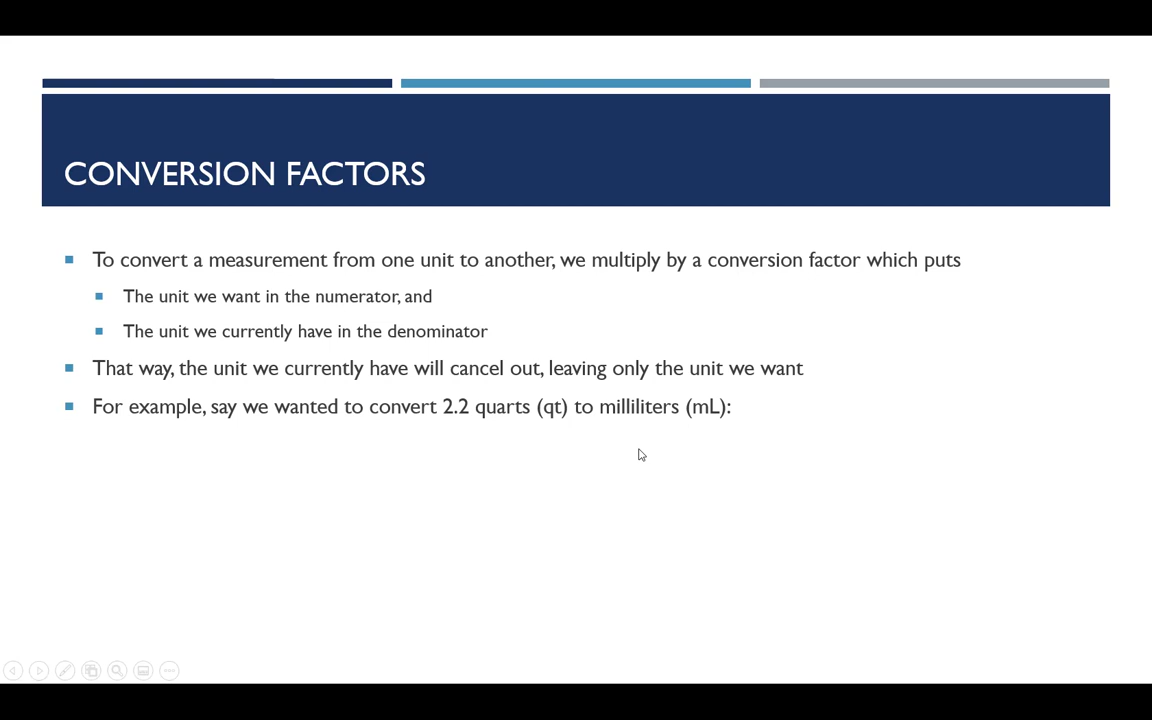 CONVERSION FACTORS
To convert a measurement from one unit to another, we multiply by a conversion factor which puts
The unit we want in the numerator, and
The unit we currently have in the denominator
That way, the unit we currently have will cancel out, leaving only the unit we want
For example, say we wanted to convert 2.2 quarts (qt) to milliliters (mL):